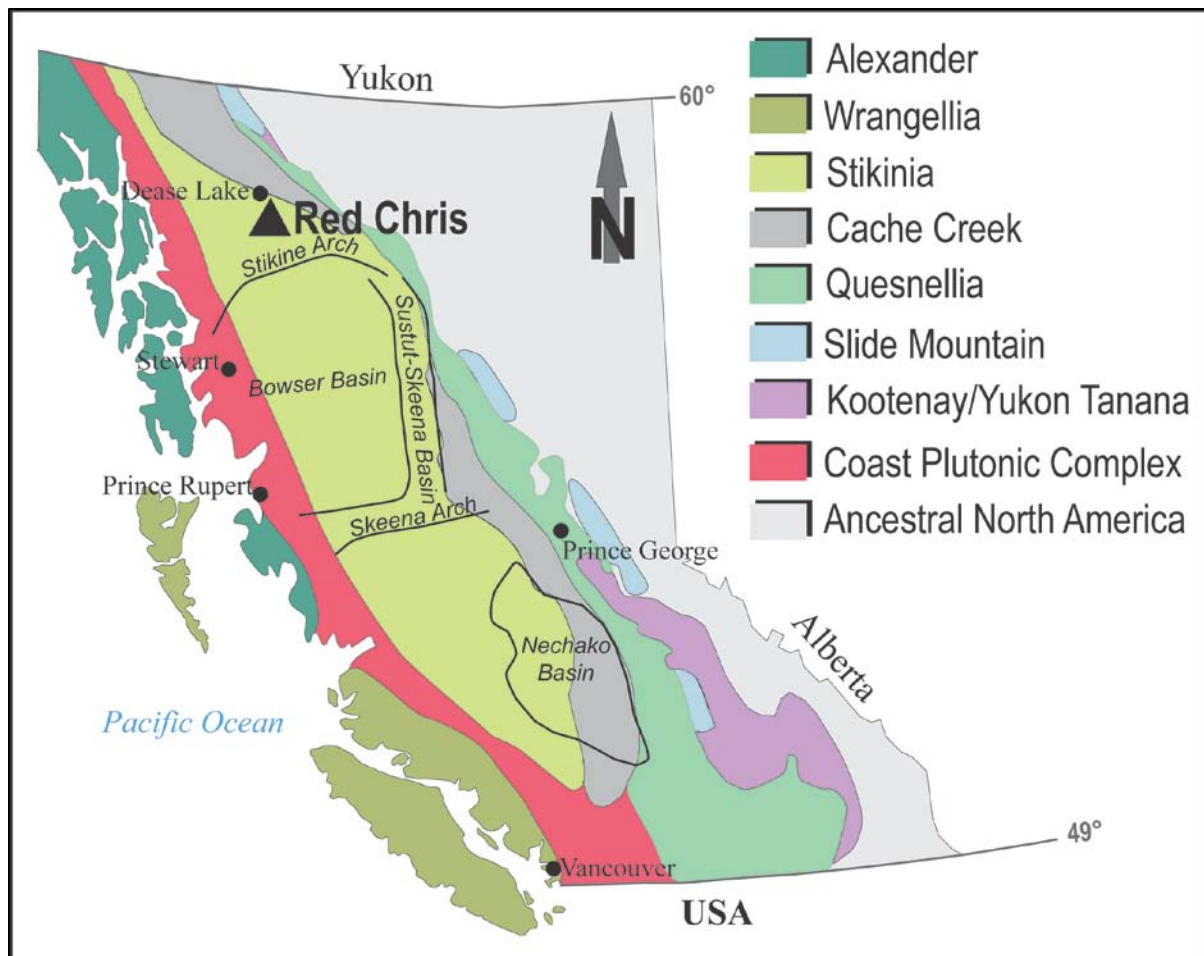 Yukon
60°
Alexander
Wrangellia
Stikinia
Cache Creek
Quesnellia
Slide Mountain
Kootenay/Yukon Tanana
Coast Plutonic Complex
Ancestral North America
N
Dease Lake
Red Chris
Stikine Arch
Sustut-Skeena Basin
Stewart
Bowser Basin
Prince Rupert
Skeena Arch
Prince George
Nechako
Basin
Alberta
Pacific Ocean
49°
Vancouver
USA